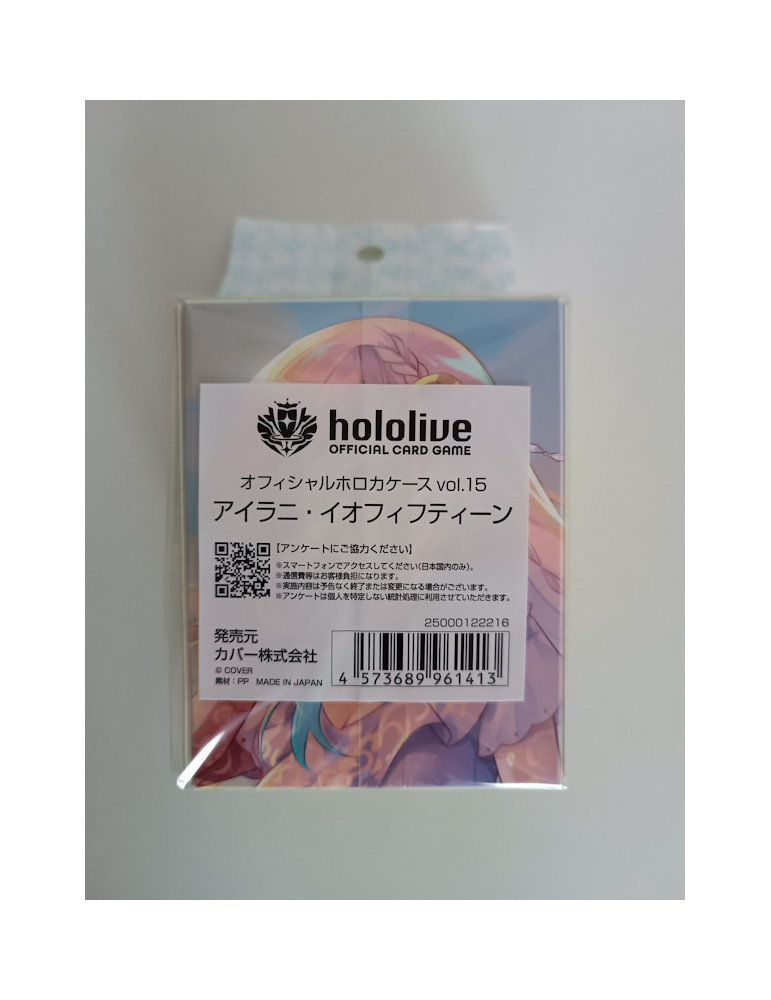 hololive
OFFICIAL CARD GAME
オフィシャルホロカケース vol.15
アイラニ・イオフィフティーン
【アンケートにご協力ください】
※スマートフォンでアクセスしてください(日本国内のみ)。
※通信費等はお客様負担になります。
※実施内容は予告なく終了または変更になる場合がございます。
※アンケートは個人を特定しない統計処理に利用させていただきます。
25000122216
発売元
カバー株式会社
© COVER
素材:PP MADE IN JAPAN
4 573689 961413